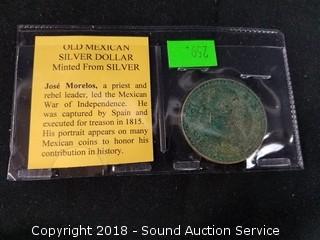 OLD MEXICAN
SILVER DOLLAR
Minted From SILVER
José Morelos, a priest and
rebel leader, led the Mexican
War of Independence. He
was captured by Spain and
executed for treason in 1815.
His portrait appears on many
Mexican coins to honor his
contribution in history.
Copyright 2018 - Sound Auction Service